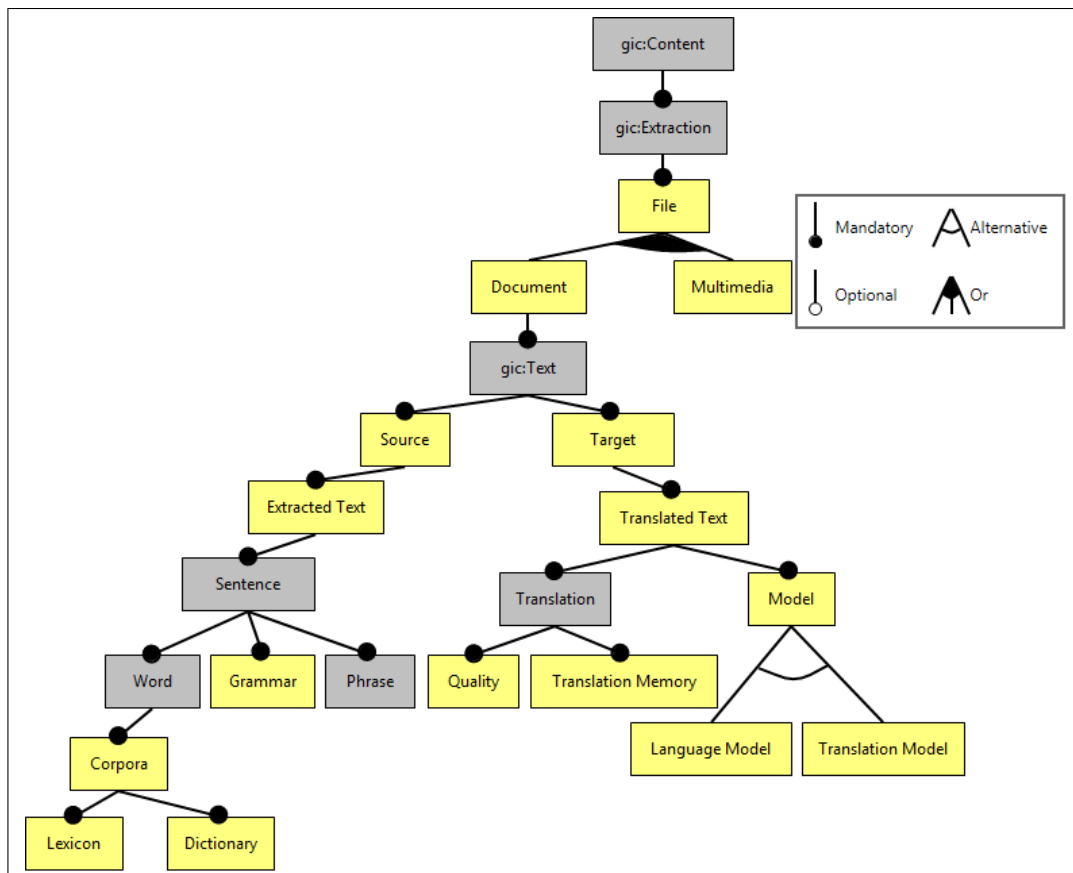 gic:Content
gic:Extraction
File
Mandatory
Alternative
Document
Multimedia
Optional
Or
gic:Text
Source
Target
Extracted Text
Translated Text
Sentence
Translation
Model
Word
Grammar
Phrase
Quality
Translation Memory
Language Model
Translation Model
Corpora
Lexicon
Dictionary